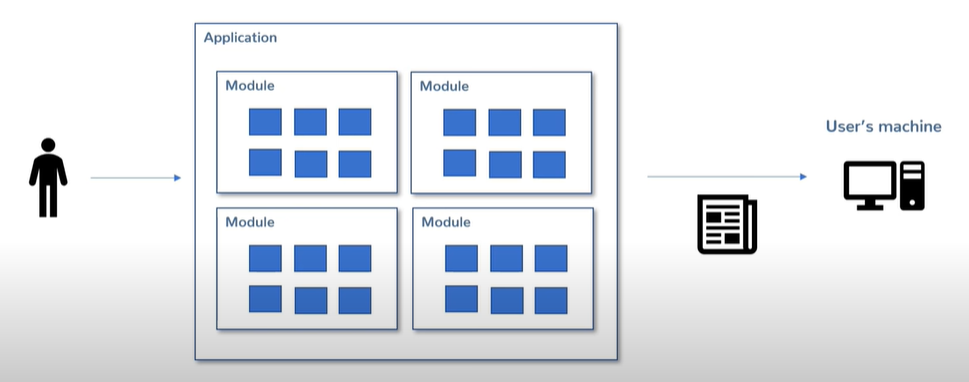 Application
Module
Module
User's machine
Module
Module